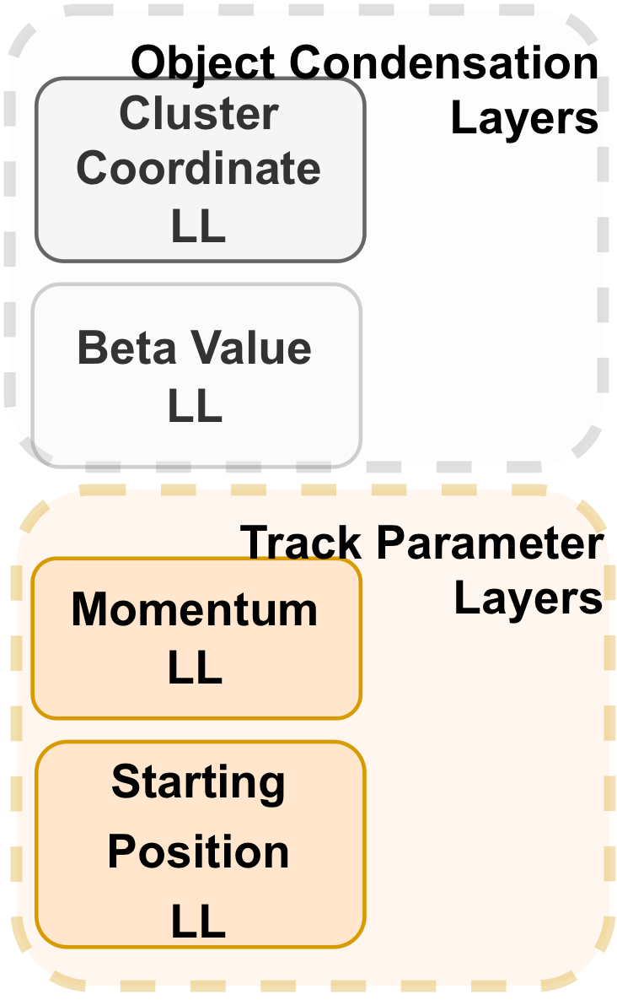 Object Condensation
Layers
Cluster
Coordinate
LL
Beta Value
LL
Track Parameter
Layers
Momentum
LL
Starting
Position
LL